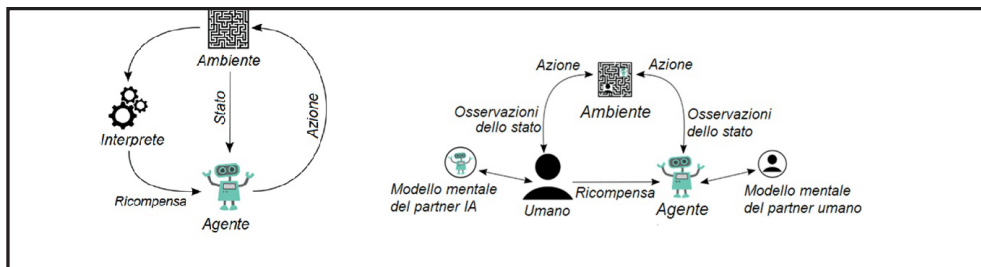 Ambiente
Interprete
Stato
Azione
Ricompensa
Agente
Azione
Azione
Ambiente
Osservazioni
dello stato
Osservazioni
dello stato
Modello mentale
del partner IA
Umano
Ricompensa
Agente
Modello mentale
del partner umano